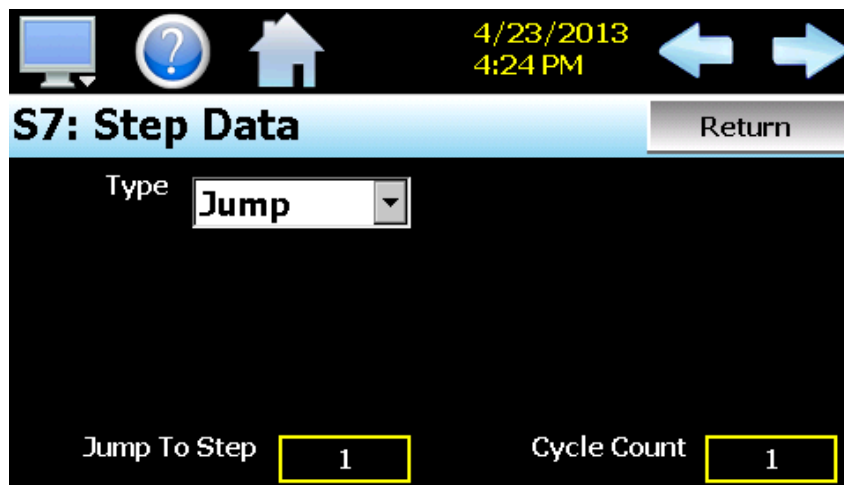 4/23/2013
4:24 PM
S7: Step Data
Return
Type
Jump
Jump To Step
1
Cycle Count
1